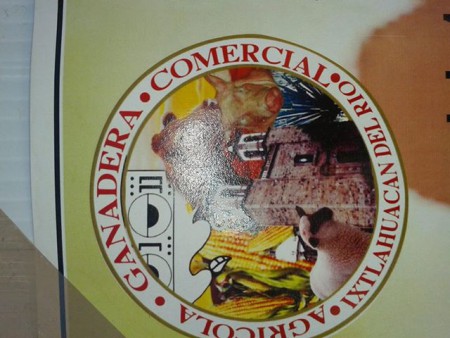 AGRICOLA • GANADERA • COMERCIAL •
IXTLAHUACAN DEL RIO •